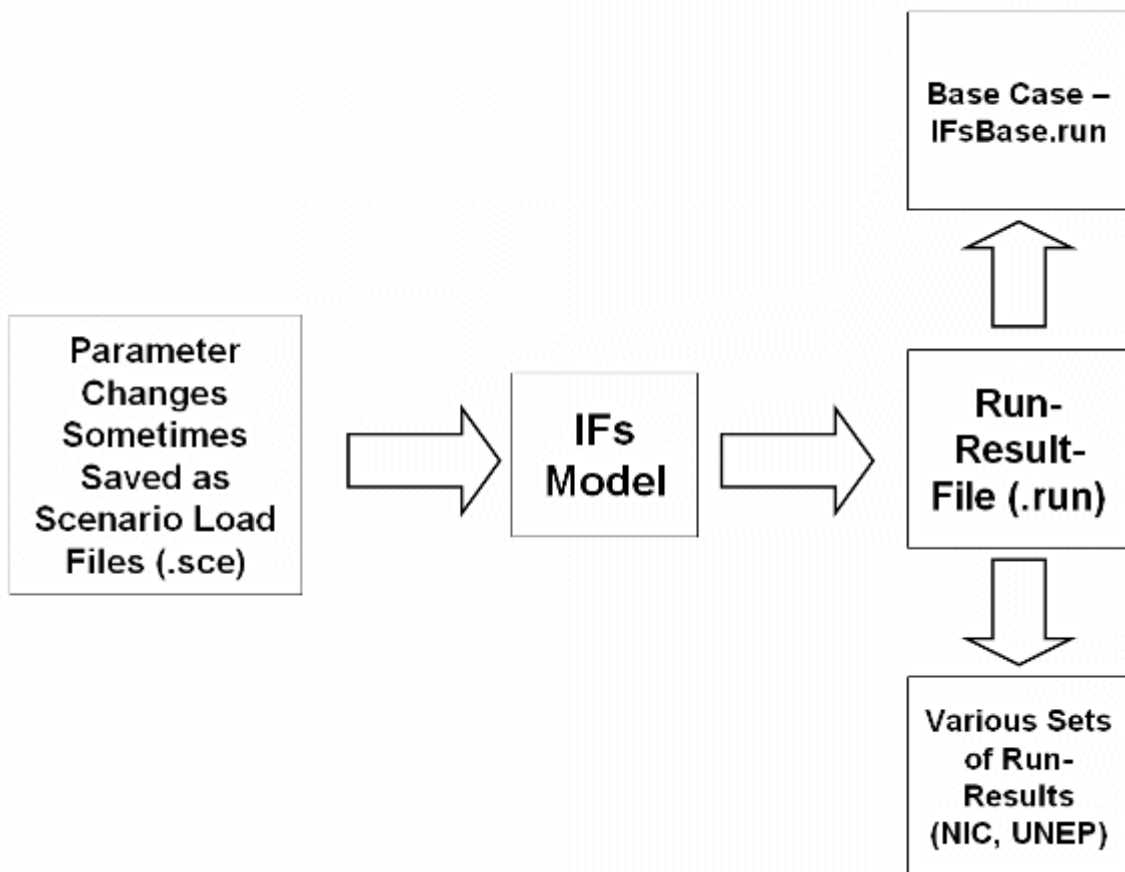 Base Case –
IFsBase.run
Parameter
Changes
Sometimes
Saved as
Scenario Load
Files (.sce)
IFs
Model
Run-
Result-
File (.run)
Various Sets
of Run-
Results
(NIC, UNEP)